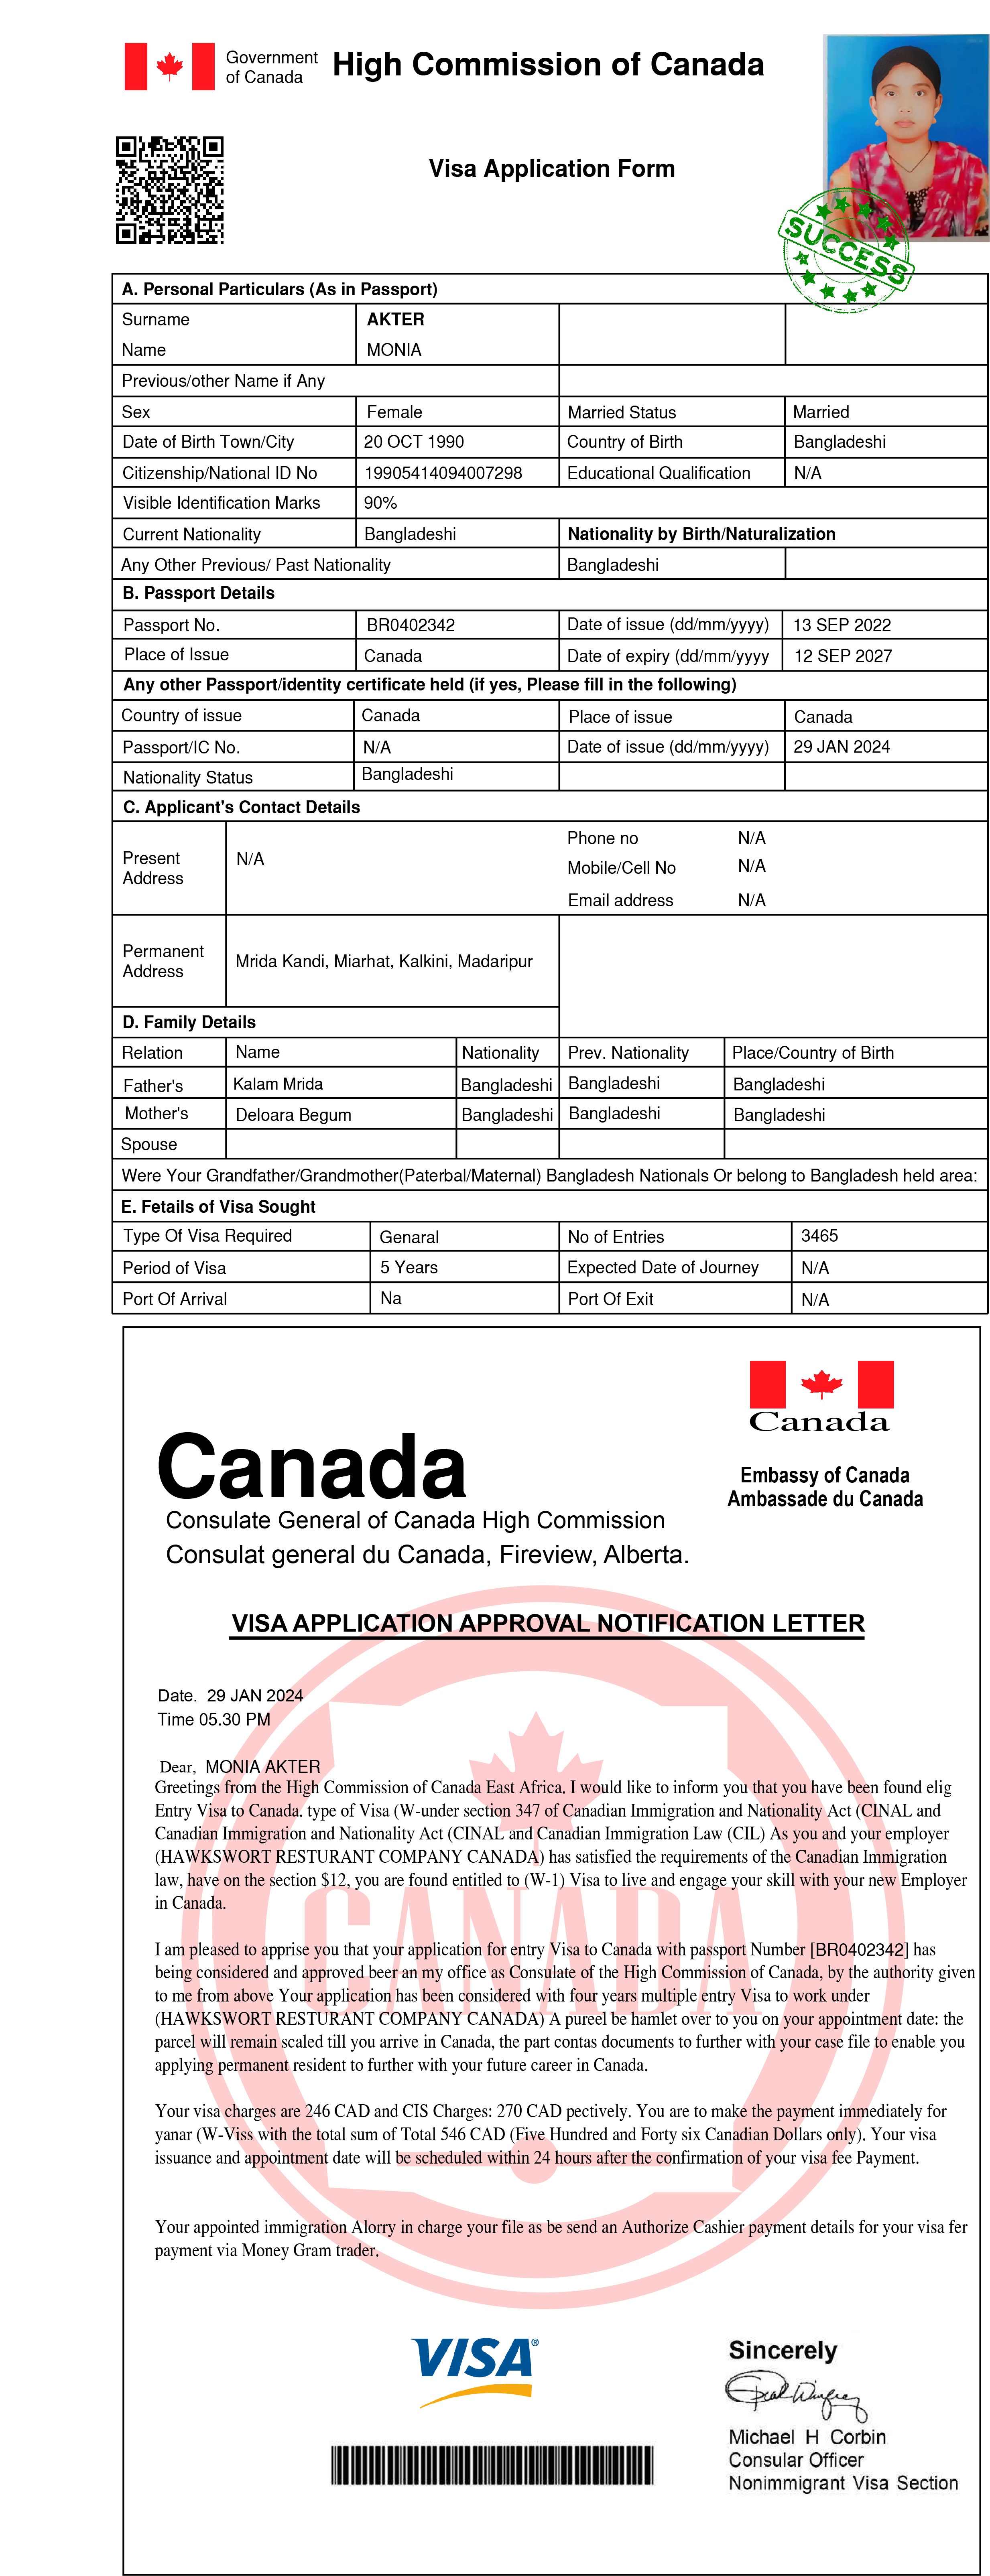 Government
of Canada
High Commission of Canada
Visa Application Form
SUCCESS
A. Personal Particulars (As in Passport)
Surname AKTER
Name MONIA
Previous/other Name if Any
Sex Female Married Status Married
Date of Birth Town/City 20 OCT 1990 Country of Birth Bangladeshi
Citizenship/National ID No 19905414094007298 Educational Qualification N/A
Visible Identification Marks 90%
Current Nationality Bangladeshi Nationality by Birth/Naturalization
Any Other Previous/ Past Nationality Bangladeshi
B. Passport Details
Passport No. BR0402342 Date of issue (dd/mm/yyyy) 13 SEP 2022
Place of Issue Canada Date of expiry (dd/mm/yyyy 12 SEP 2027
Any other Passport/identity certificate held (if yes, Please fill in the following)
Country of issue Canada Place of issue Canada
Passport/IC No. N/A Date of issue (dd/mm/yyyy) 29 JAN 2024
Nationality Status Bangladeshi
C. Applicant's Contact Details
Present
Address
N/A
Phone no N/A
Mobile/Cell No N/A
Email address N/A
Permanent
Address
Mrida Kandi, Miarhat, Kalkini, Madaripur
D. Family Details
Relation Name Nationality Prev. Nationality Place/Country of Birth
Father's Kalam Mrida Bangladeshi Bangladeshi Bangladeshi
Mother's Deloara Begum Bangladeshi Bangladeshi Bangladeshi
Spouse
Were Your Grandfather/Grandmother(Paterbal/Maternal) Bangladesh Nationals Or belong to Bangladesh held area:
E. Fetails of Visa Sought
Type Of Visa Required Genaral No of Entries 3465
Period of Visa 5 Years Expected Date of Journey N/A
Port Of Arrival Na Port Of Exit N/A
Canada
Embassy of Canada
Ambassade du Canada
Canada
Consulate General of Canada High Commission
Consulat general du Canada, Fireview, Alberta.
VISA APPLICATION APPROVAL NOTIFICATION LETTER
Date. 29 JAN 2024
Time 05.30 PM
Dear, MONIA AKTER
Greetings from the High Commission of Canada East Africa. I would like to inform you that you have been found elig
Entry Visa to Canada. type of Visa (W-under section 347 of Canadian Immigration and Nationality Act (CINAL and
Canadian Immigration and Nationality Act (CINAL and Canadian Immigration Law (CIL) As you and your employer
(HAWKSWORT RESTURANT COMPANY CANADA) has satisfied the requirements of the Canadian Immigration
law, have on the section $12, you are found entitled to (W-1) Visa to live and engage your skill with your new Employer
in Canada.
CANADA
I am pleased to apprise you that your application for entry Visa to Canada with passport Number [BR0402342] has
being considered and approved beer an my office as Consulate of the High Commission of Canada, by the authority given
to me from above Your application has been considered with four years multiple entry Visa to work under
(HAWKSWORT RESTURANT COMPANY CANADA) A pureel be hamlet over to you on your appointment date: the
parcel will remain scaled till you arrive in Canada, the part contas documents to further with your case file to enable you
applying permanent resident to further with your future career in Canada.
Your visa charges are 246 CAD and CIS Charges: 270 CAD pectively. You are to make the payment immediately for
yanar (W-Viss with the total sum of Total 546 CAD (Five Hundred and Forty six Canadian Dollars only). Your visa
issuance and appointment date will be scheduled within 24 hours after the confirmation of your visa fee Payment.
Your appointed immigration Alorry in charge your file as be send an Authorize Cashier payment details for your visa fer
payment via Money Gram trader.
VISA®
Sincerely
Michael H Corbin
Consular Officer
Nonimmigrant Visa Section